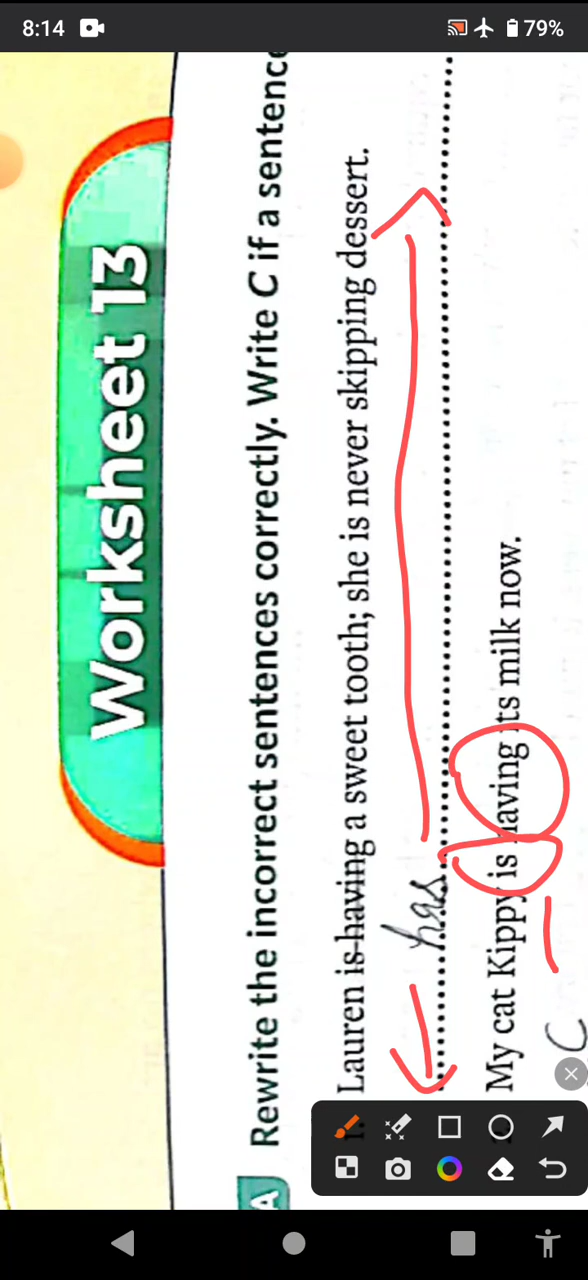 8:14
79%
Worksheet 13
A Rewrite the incorrect sentences correctly. Write C if a sentenc
Lauren is having a sweet tooth; she is never skipping dessert.
has
My cat Kippy is having its milk now.
C